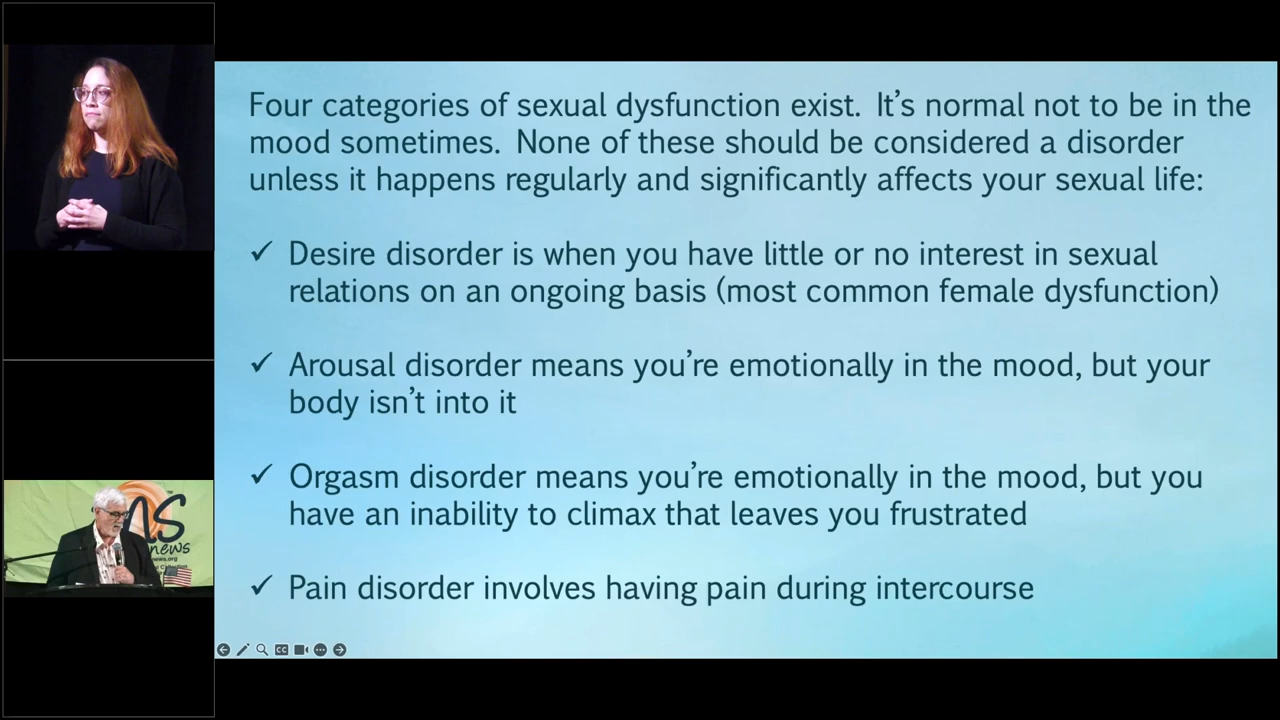 Four categories of sexual dysfunction exist. It’s normal not to be in the
mood sometimes. None of these should be considered a disorder
unless it happens regularly and significantly affects your sexual life:
✓ Desire disorder is when you have little or no interest in sexual
relations on an ongoing basis (most common female dysfunction)
✓ Arousal disorder means you’re emotionally in the mood, but your
body isn’t into it
✓ Orgasm disorder means you’re emotionally in the mood, but you
have an inability to climax that leaves you frustrated
✓ Pain disorder involves having pain during intercourse
CC
news